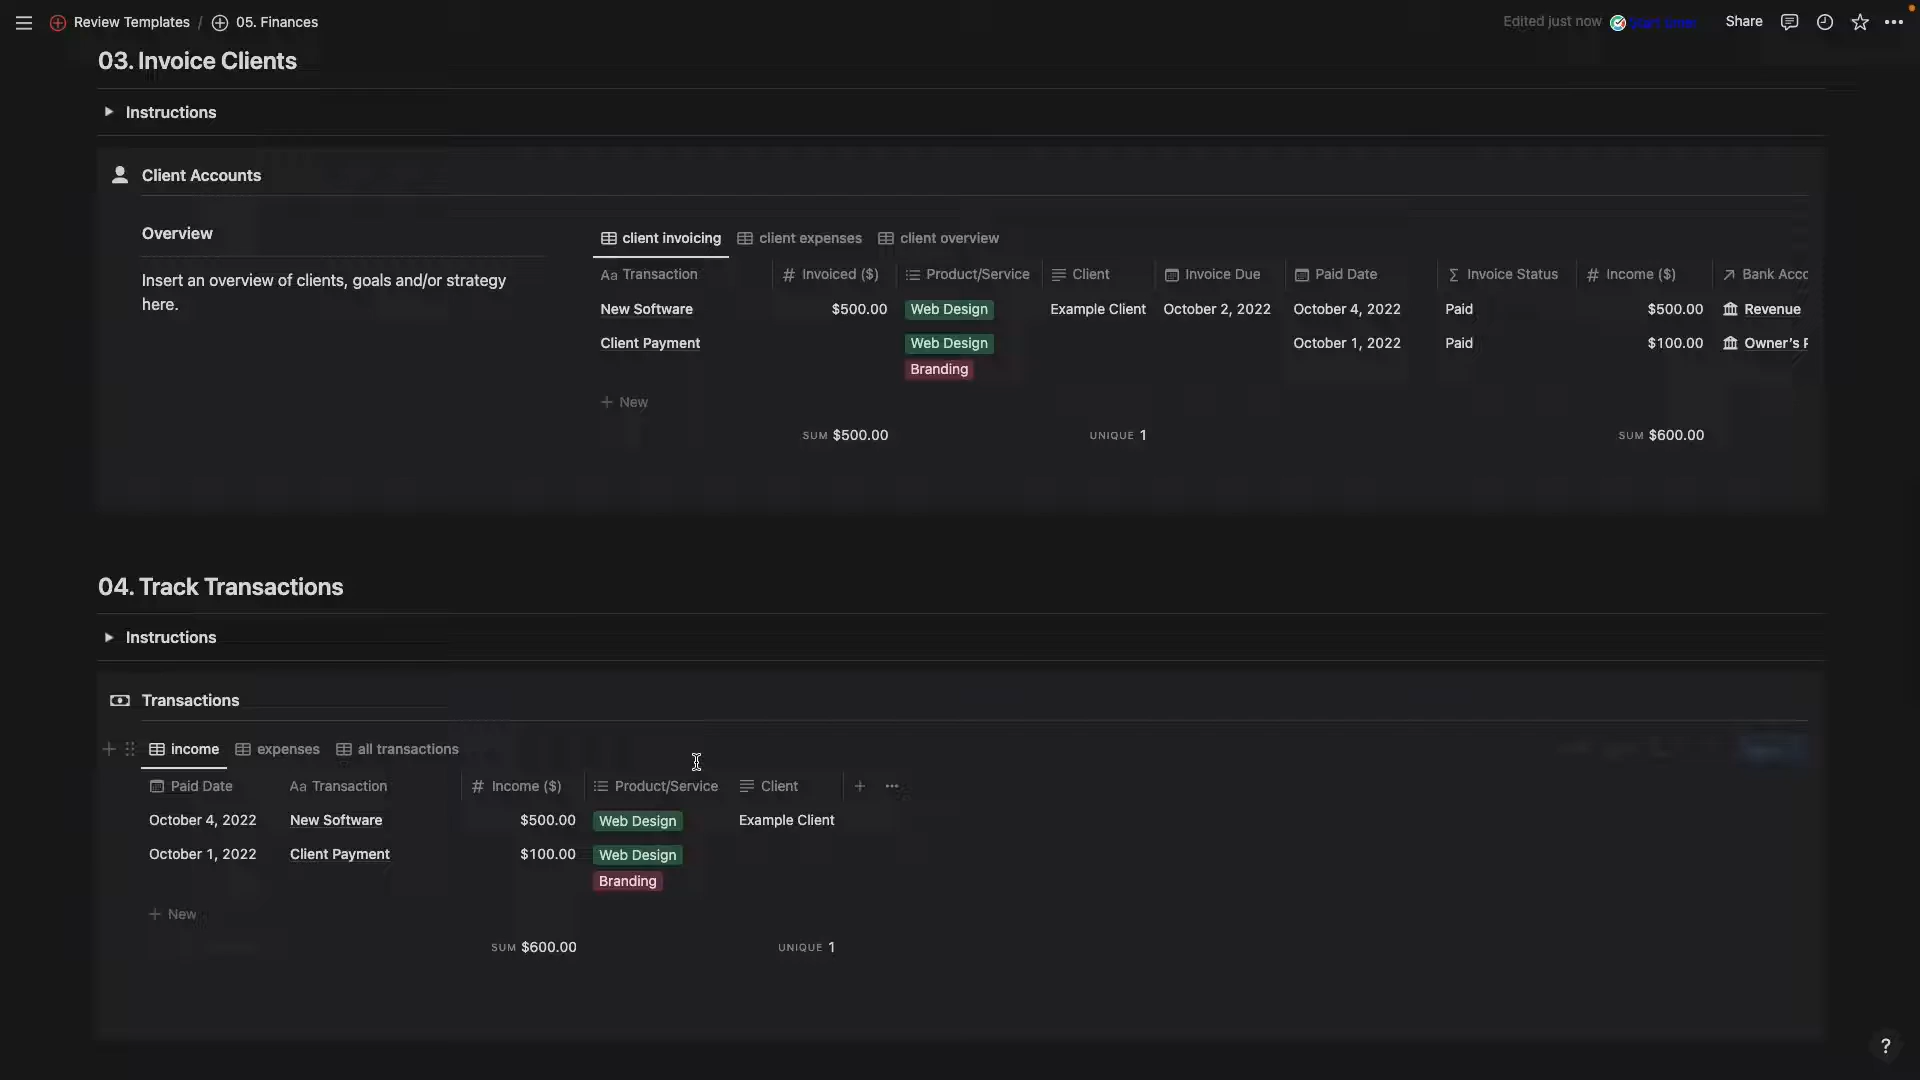 Review Templates / 05. Finances
Edited just now Share
03. Invoice Clients
Instructions
Client Accounts
Overview
Insert an overview of clients, goals and/or strategy
here.
client invoicing client expenses client overview
Aa Transaction # Invoiced ($) Product/Service Client Invoice Due Paid Date Σ Invoice Status # Income ($) Bank Acco
New Software $500.00 Web Design Example Client October 2, 2022 October 4, 2022 Paid $500.00 Revenue
Client Payment Web Design October 1, 2022 Paid $100.00 Owner's
Branding
+ New
SUM $500.00 UNIQUE 1 SUM $600.00
04. Track Transactions
Instructions
Transactions
income expenses all transactions
Paid Date Aa Transaction # Income ($) Product/Service Client + ...
October 4, 2022 New Software $500.00 Web Design Example Client
October 1, 2022 Client Payment $100.00 Web Design
Branding
+ New
SUM $600.00 UNIQUE 1
?